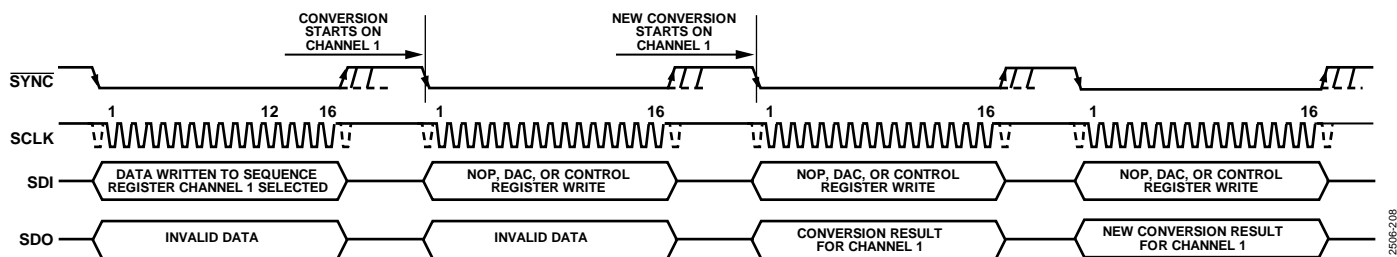 CONVERSION
STARTS ON
CHANNEL 1
NEW CONVERSION
STARTS ON
CHANNEL 1
SYNC
1 12 16 1 16 1 16 1 16
SCLK
SDI
DATA WRITTEN TO SEQUENCE
REGISTER CHANNEL 1 SELECTED
NOP, DAC, OR CONTROL
REGISTER WRITE
NOP, DAC, OR CONTROL
REGISTER WRITE
NOP, DAC, OR CONTROL
REGISTER WRITE
SDO
INVALID DATA
INVALID DATA
CONVERSION RESULT
FOR CHANNEL 1
NEW CONVERSION RESULT
FOR CHANNEL 1
2506-208